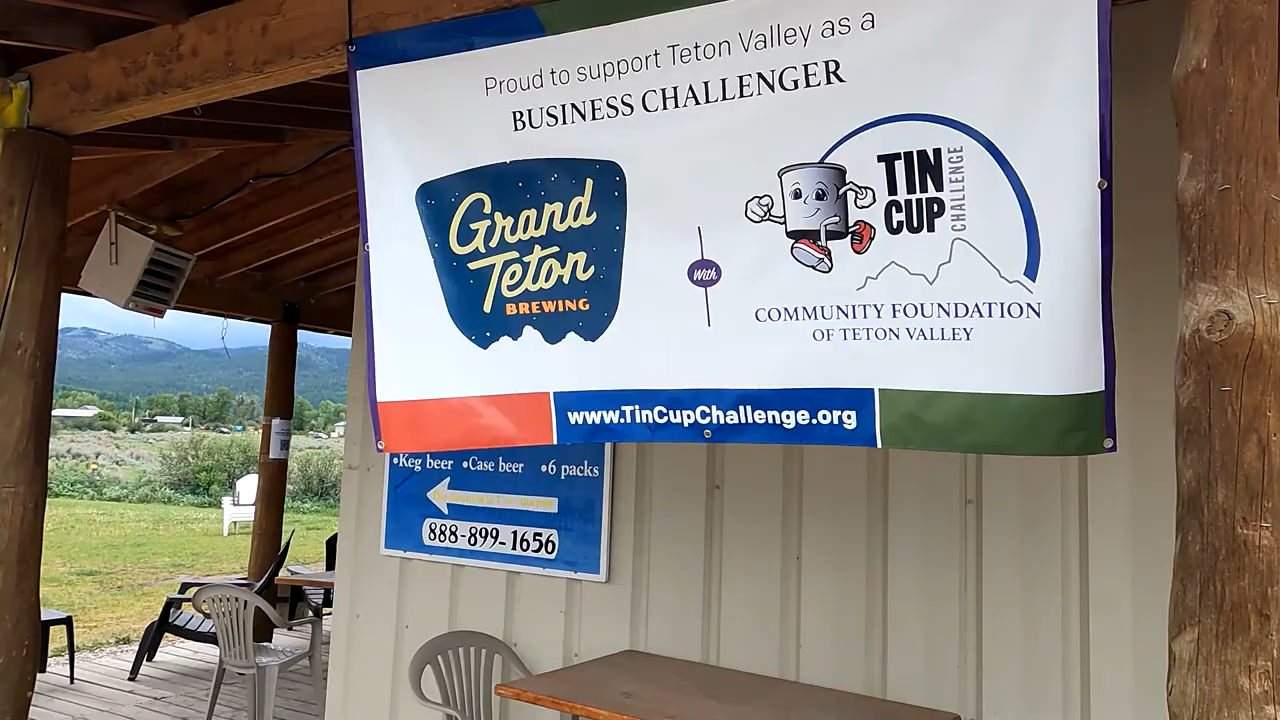 Proud to support Teton Valley as a
BUSINESS CHALLENGER
Grand
Teton
BREWING
With
TIN
CUP
CHALLENGE
COMMUNITY FOUNDATION
OF TETON VALLEY
www.TinCupChallenge.org
•Keg beer •Case beer •6 packs
888-899-1656